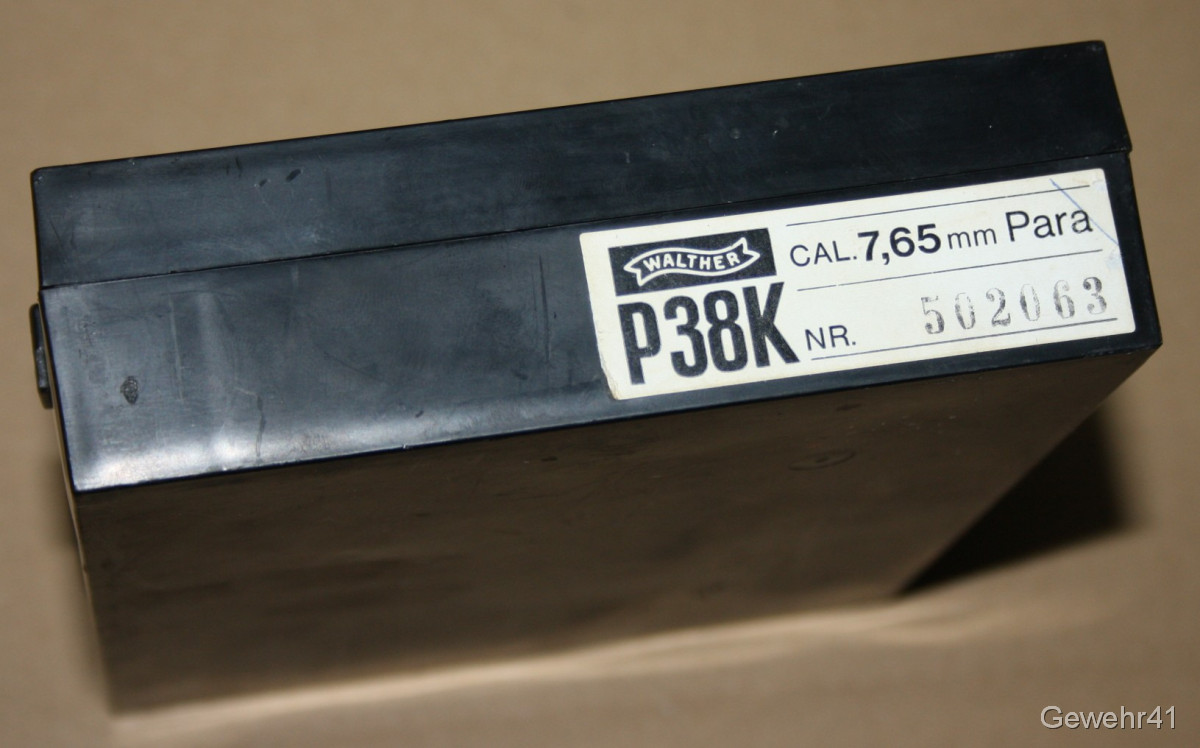 WALTHER
P38K
CAL. 7,65 mm Para
NR. 502063
Gewehr41